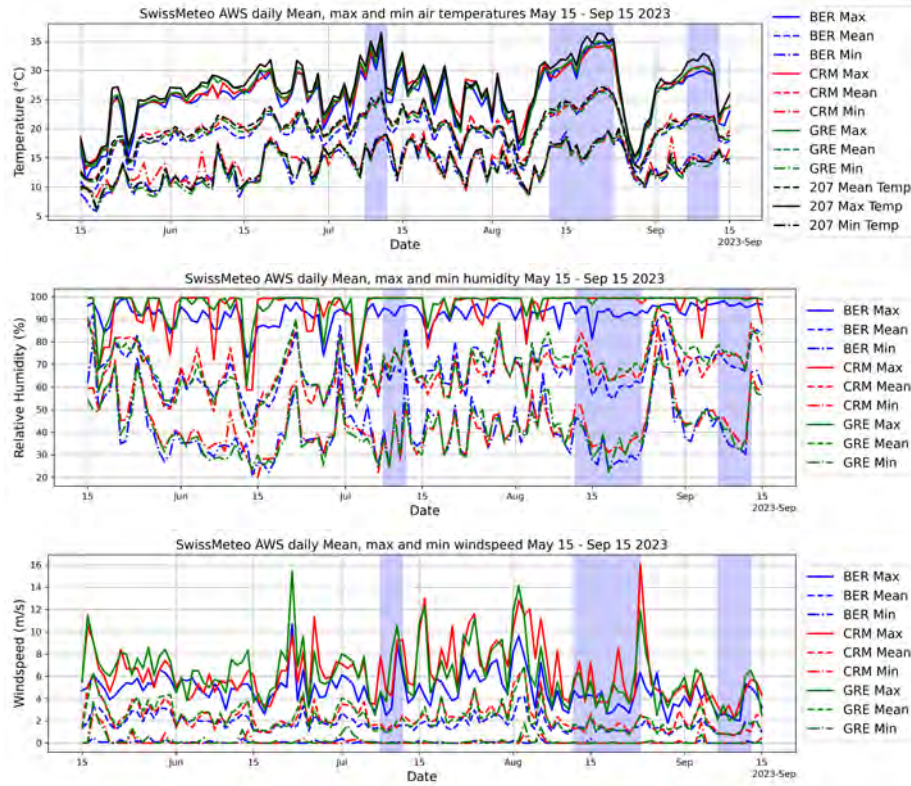 SwissMeteo AWS daily Mean, max and min air temperatures May 15 - Sep 15 2023
Temperature (°C)
35
30
25
20
15
10
5
15
Jun
15
Jul
15
Aug
15
Sep
15
2023-Sep
Date
BER Max
BER Mean
BER Min
CRM Max
CRM Mean
CRM Min
GRE Max
GRE Mean
GRE Min
207 Mean Temp
207 Max Temp
207 Min Temp
SwissMeteo AWS daily Mean, max and min humidity May 15 - Sep 15 2023
Relative Humidity (%)
100
90
80
70
60
50
40
30
20
15
Jun
15
Jul
15
Aug
15
Sep
15
2023-Sep
Date
BER Max
BER Mean
BER Min
CRM Max
CRM Mean
CRM Min
GRE Max
GRE Mean
GRE Min
SwissMeteo AWS daily Mean, max and min windspeed May 15 - Sep 15 2023
Windspeed (m/s)
16
14
12
10
8
6
4
2
0
15
Jun
15
Jul
15
Aug
15
Sep
15
2023-Sep
Date
BER Max
BER Mean
BER Min
CRM Max
CRM Mean
CRM Min
GRE Max
GRE Mean
GRE Min